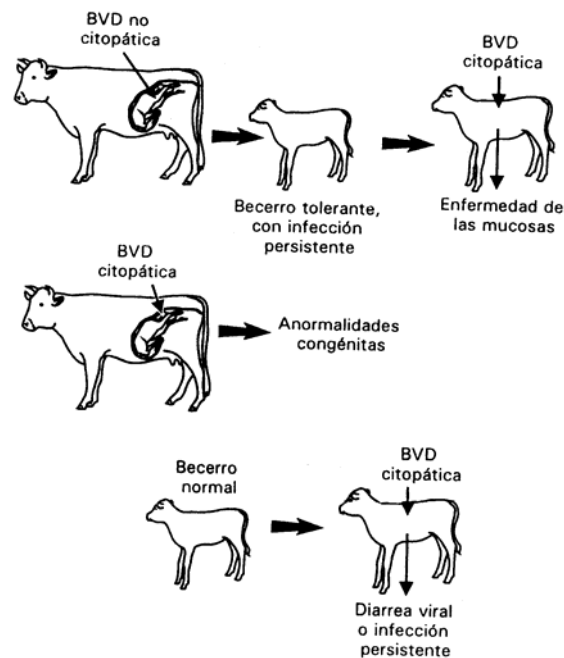 BVD no
citopática
Becerro tolerante,
con infección
persistente
BVD
citopática
Enfermedad de
las mucosas
BVD
citopática
Anormalidades
congénitas
Becerro
normal
BVD
citopática
Diarrea viral
o infección
persistente